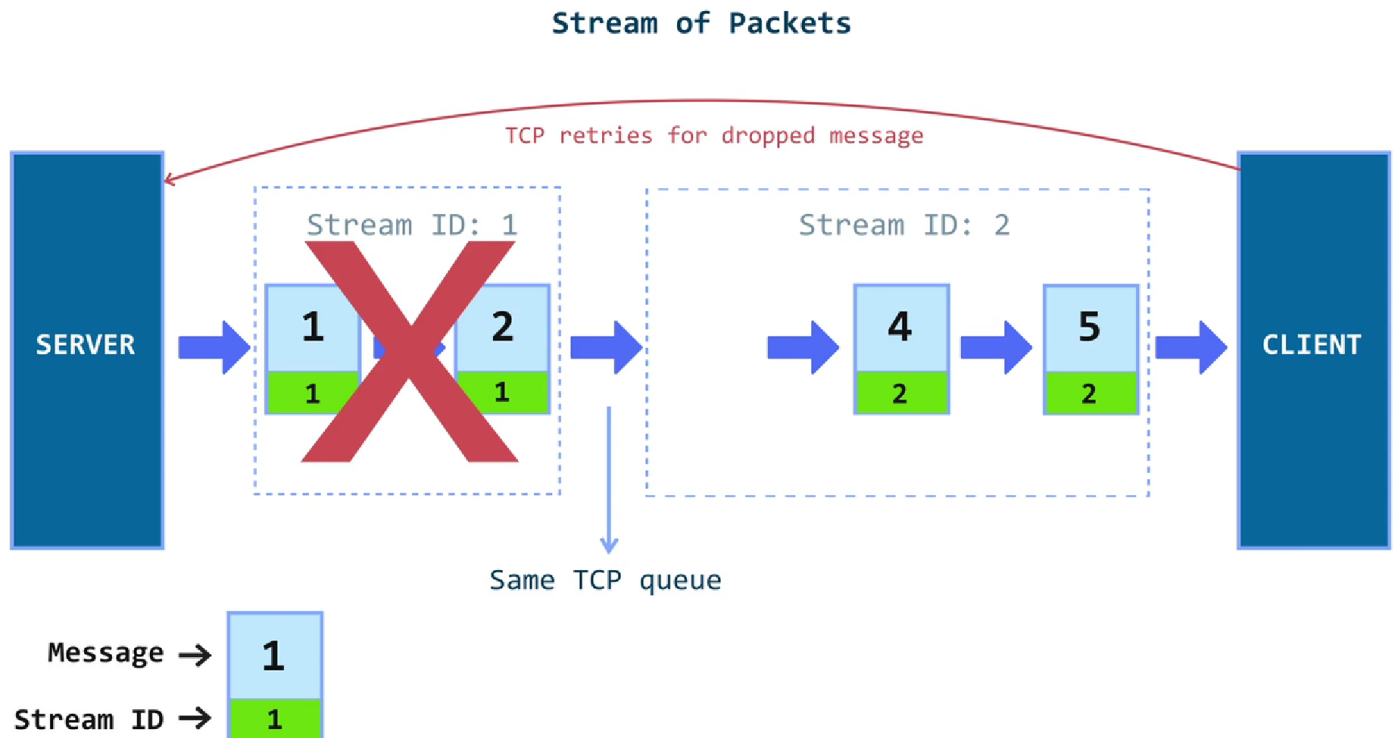 Stream of Packets
TCP retries for dropped message
Stream ID: 1
Stream ID: 2
SERVER
1
2
4
5
CLIENT
1
1
2
2
Same TCP queue
Message → 1
Stream ID → 1